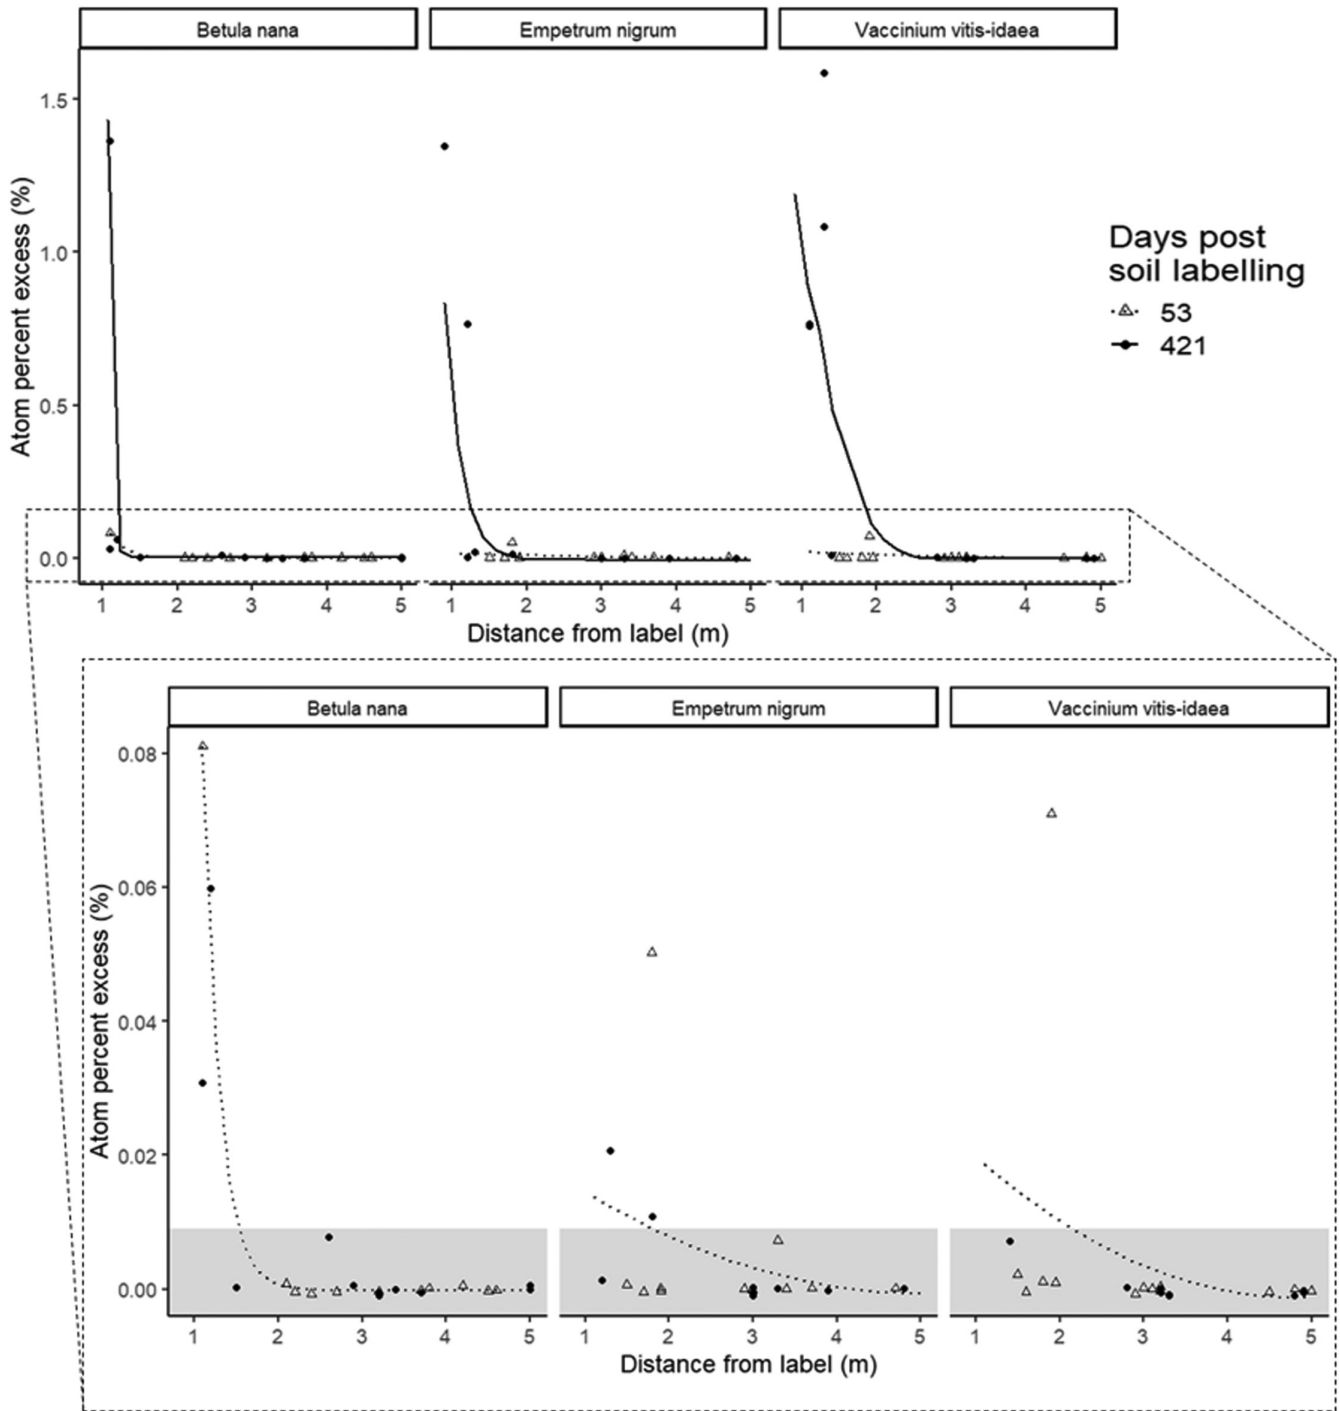 Betula nana Empetrum nigrum Vaccinium vitis-idaea
Atom percent excess (%)
1.5
1.0
0.5
0.0
1 2 3 4 5 1 2 3 4 5 1 2 3 4 5
Distance from label (m)
Days post
soil labelling
53
421
Betula nana Empetrum nigrum Vaccinium vitis-idaea
Atom percent excess (%)
0.08
0.06
0.04
0.02
0.00
1 2 3 4 5 1 2 3 4 5 1 2 3 4 5
Distance from label (m)